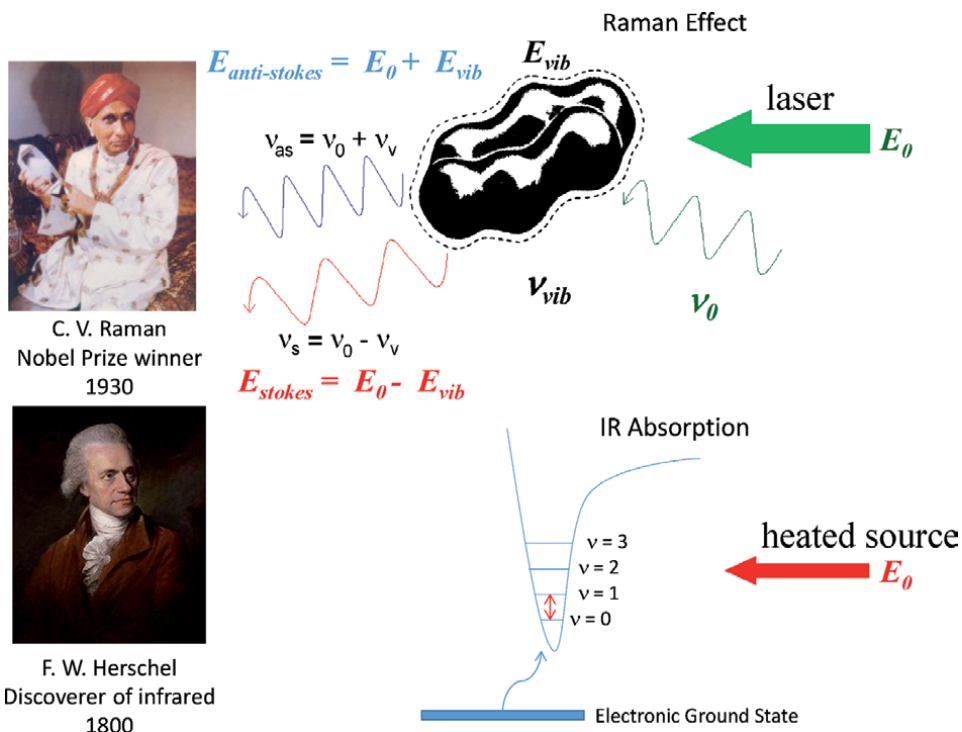 Raman Effect
E_anti-stokes = E_0 + E_vib
E_vib
laser
E_0
ν_as = ν_0 + ν_v
ν_vib
ν_0
C. V. Raman
Nobel Prize winner
1930
ν_s = ν_0 - ν_v
E_stokes = E_0 - E_vib
IR Absorption
ν = 3
ν = 2
ν = 1
ν = 0
heated source
E_0
F. W. Herschel
Discoverer of infrared
1800
Electronic Ground State